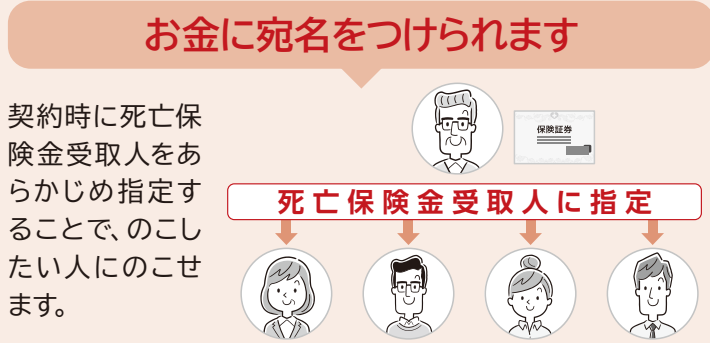 お金に宛名をつけられます
契約時に死亡保
険金受取人をあ
らかじめ指定す
ることで、のこし
たい人にのこせ
ます。
保険証券
死亡保険金受取人に指定